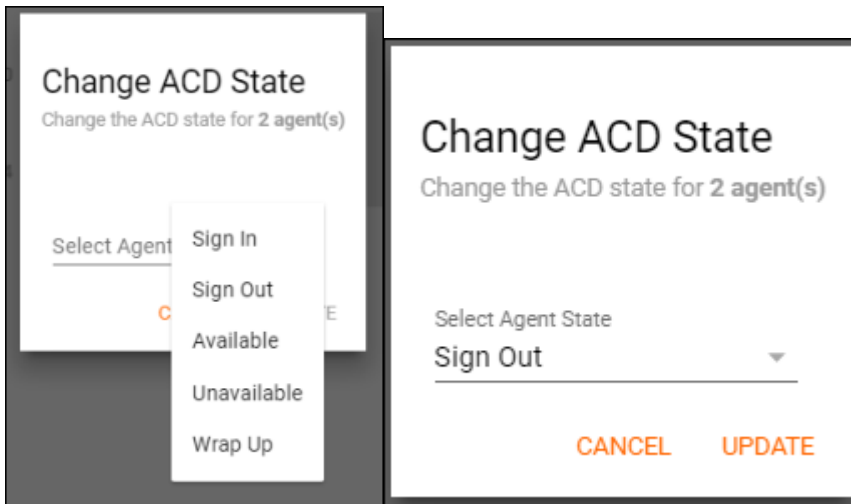 Change ACD State
Change the ACD state for 2 agent(s)
Select Agent
Sign In
Sign Out
Available
Unavailable
Wrap Up
Change ACD State
Change the ACD state for 2 agent(s)
Select Agent State
Sign Out
CANCEL UPDATE